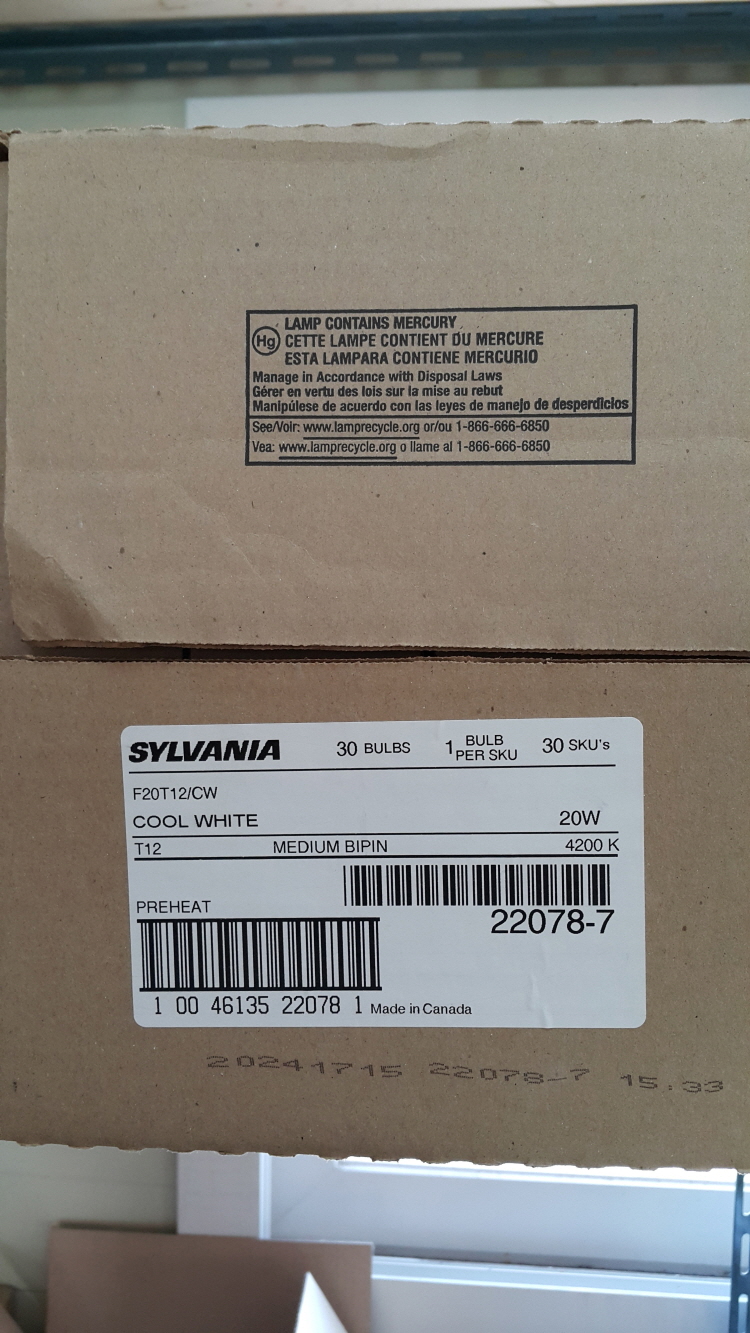 Hg
LAMP CONTAINS MERCURY
CETTE LAMPE CONTIENT DU MERCURE
ESTA LAMPARA CONTIENE MERCURIO
Manage in Accordance with Disposal Laws
Gérer en vertu des lois sur la mise au rebut
Manipúlese de acuerdo con las leyes de manejo de desperdicios
See/Voir: www.lamprecycle.org or/ou 1-866-666-6850
Vea: www.lamprecycle.org o llame al 1-866-666-6850
SYLVANIA 30 BULBS 1 BULB PER SKU 30 SKU's
F20T12/CW
COOL WHITE 20W
T12 MEDIUM BIPIN 4200 K
PREHEAT
22078-7
1 00 46135 22078 1 Made in Canada
20241715 22078-7 15.33